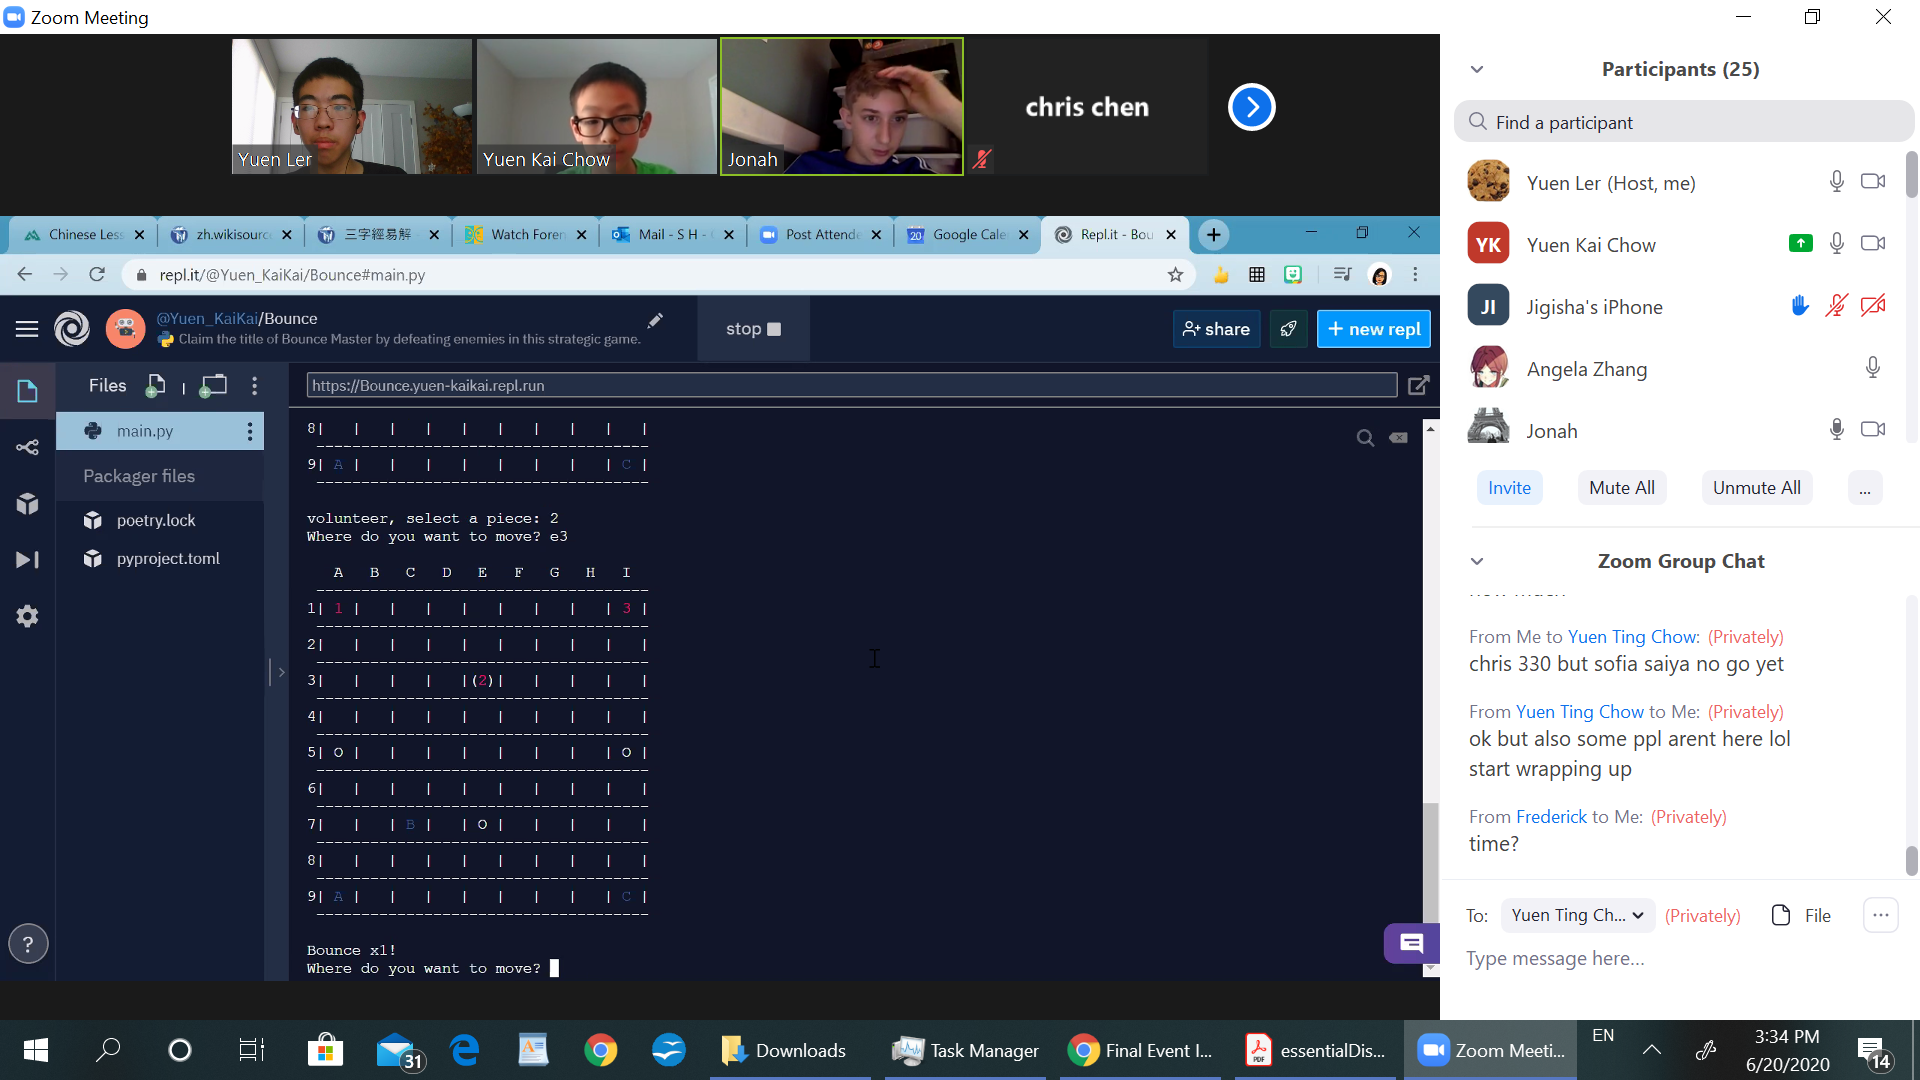 Zoom Meeting
Yuen Ler
Yuen Kai Chow
Jonah
chris chen
Chinese Less
zh.wikisourc
三字經易解
Watch Foren
Mail - S H -
Post Attende
Google Cale
Repl.it - Bou
repl.it/@Yuen_KaiKai/Bounce#main.py
@Yuen_KaiKai/Bounce
Claim the title of Bounce Master by defeating enemies in this strategic game.
stop
share
+ new repl
Files
main.py
Packager files
poetry.lock
pyproject.toml
https://Bounce.yuen-kaikai.repl.run
8|   |   |   |   |   |   |   |   |   |
-------------------------------------
9| A |   |   |   |   |   |   |   | C |
-------------------------------------
volunteer, select a piece: 2
Where do you want to move? e3
A   B   C   D   E   F   G   H   I
-------------------------------------
1| 1 |   |   |   |   |   |   |   | 3 |
-------------------------------------
2|   |   |   |   |   |   |   |   |   |
-------------------------------------
3|   |   |   |   |(2)|   |   |   |   |
-------------------------------------
4|   |   |   |   |   |   |   |   |   |
-------------------------------------
5| O |   |   |   |   |   |   |   | O |
-------------------------------------
6|   |   |   |   |   |   |   |   |   |
-------------------------------------
7|   |   | B |   | O |   |   |   |   |
-------------------------------------
8|   |   |   |   |   |   |   |   |   |
-------------------------------------
9| A |   |   |   |   |   |   |   | C |
-------------------------------------
Bounce x1!
Where do you want to move?
Participants (25)
Find a participant
Yuen Ler (Host, me)
YK Yuen Kai Chow
JI Jigisha's iPhone
Angela Zhang
Jonah
Invite
Mute All
Unmute All
...
Zoom Group Chat
From Me to Yuen Ting Chow: (Privately)
chris 330 but sofia saiya no go yet
From Yuen Ting Chow to Me: (Privately)
ok but also some ppl arent here lol
start wrapping up
From Frederick to Me: (Privately)
time?
To: Yuen Ting Ch... (Privately) File
Type message here...
31
Downloads
Task Manager
Final Event I...
essentialDis...
Zoom Meeti...
EN
3:34 PM
6/20/2020
14